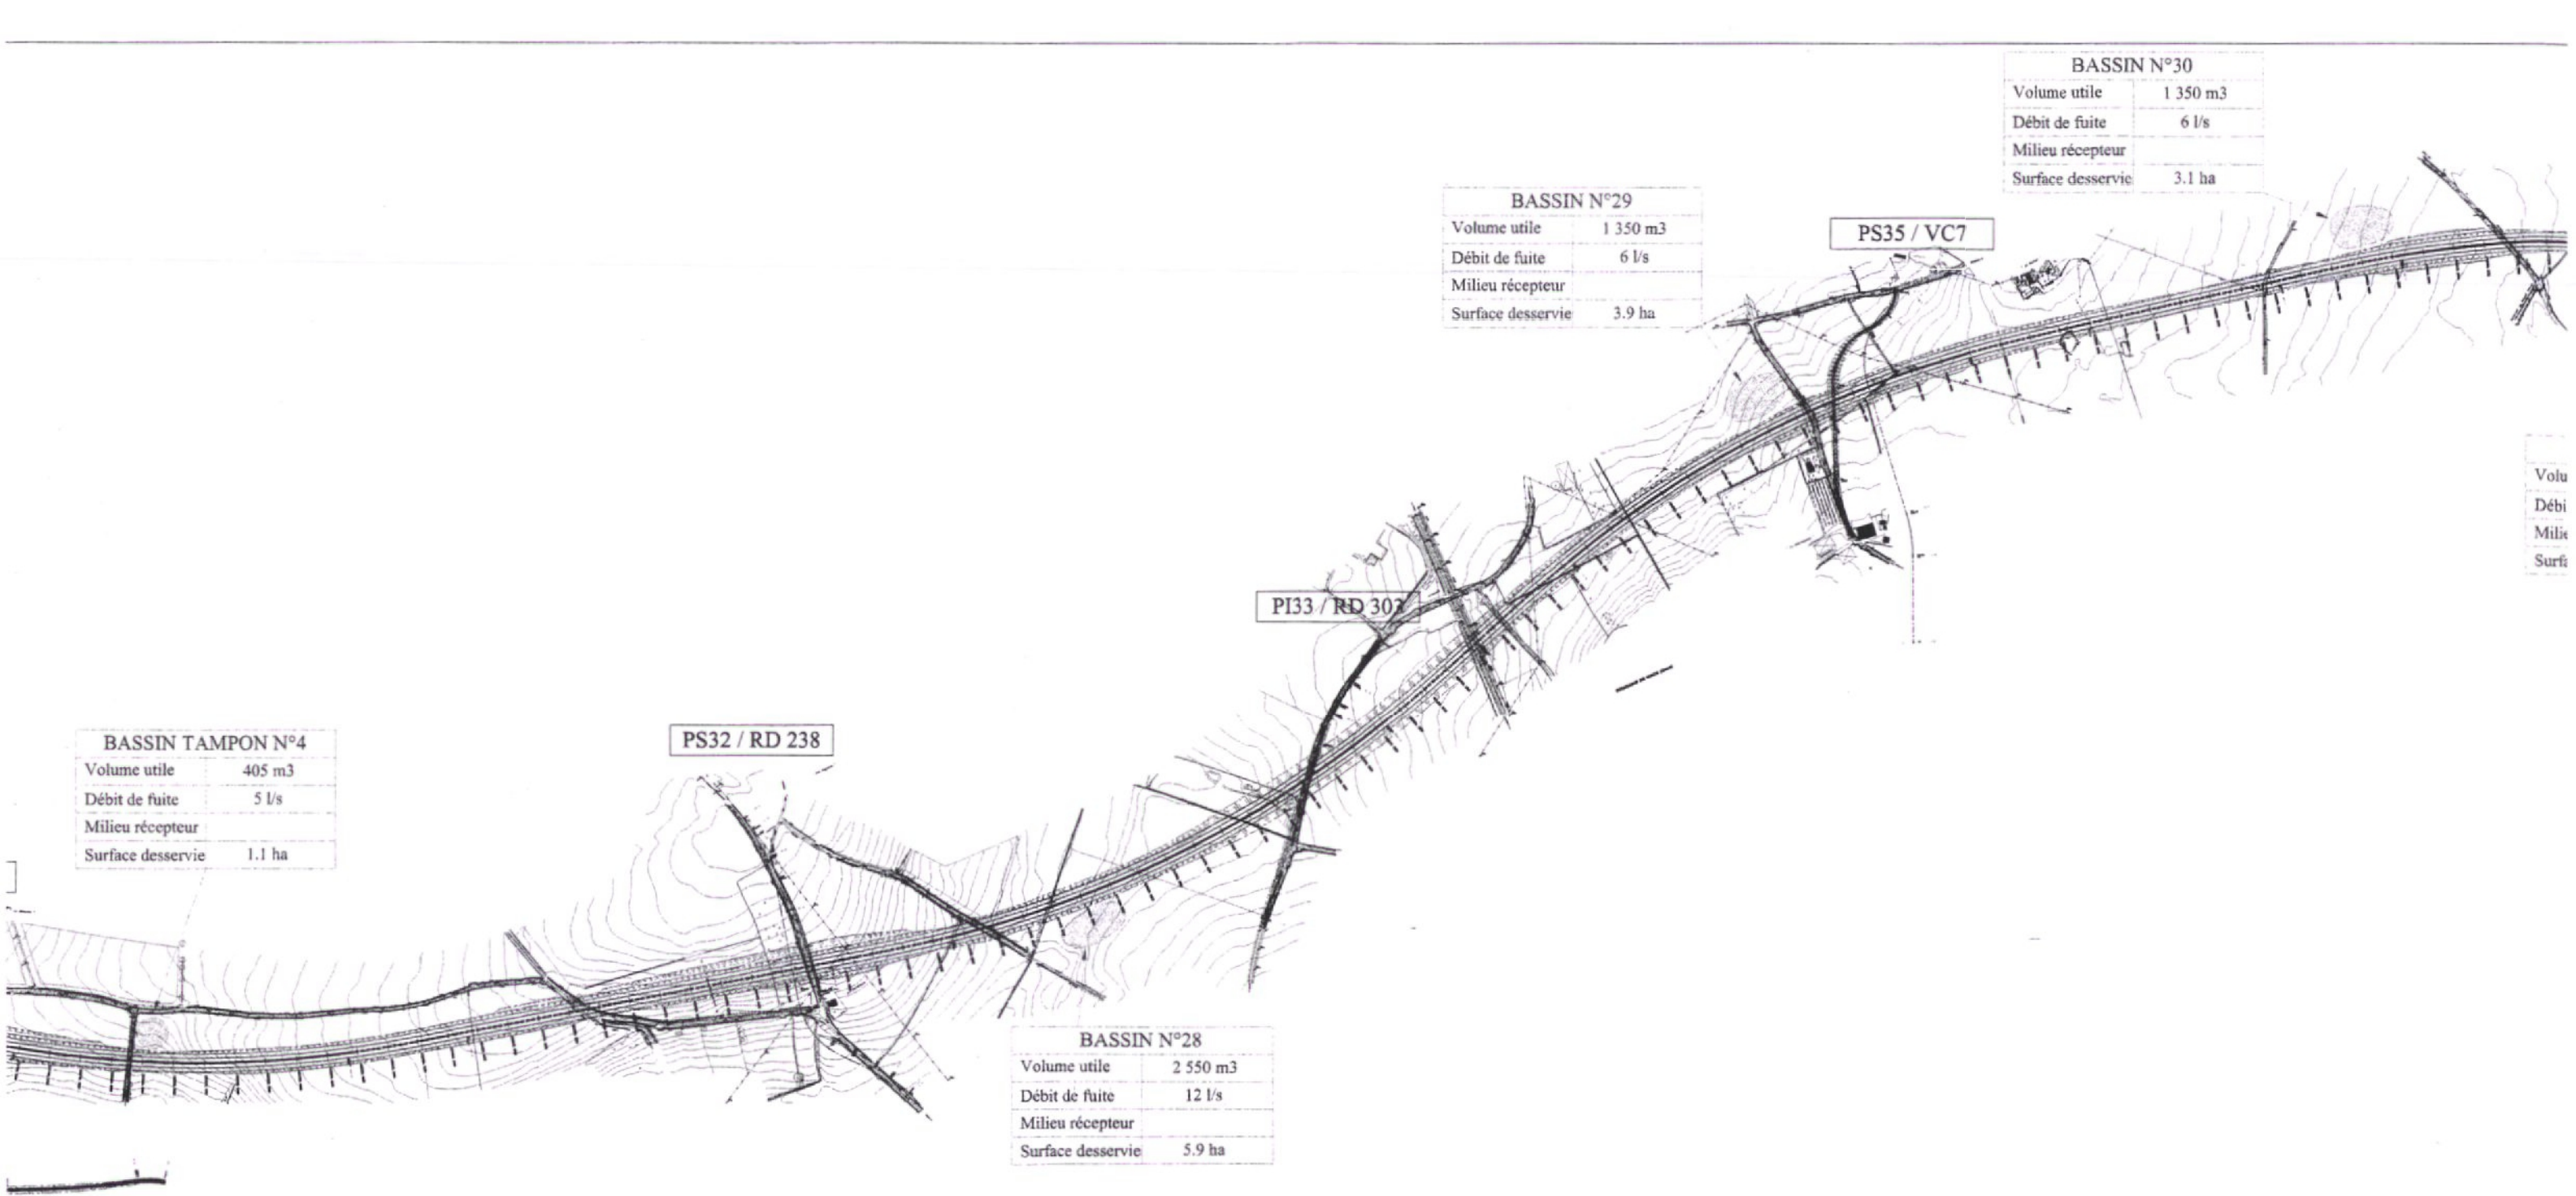 BASSIN N°30
Volume utile 1 350 m3
Débit de fuite 6 l/s
Milieu récepteur
Surface desservie 3.1 ha
BASSIN N°29
Volume utile 1 350 m3
Débit de fuite 6 l/s
Milieu récepteur
Surface desservie 3.9 ha
PS35 / VC7
Volu
Débi
Milie
Surfa
PI33 / RD 303
PS32 / RD 238
BASSIN TAMPON N°4
Volume utile 405 m3
Débit de fuite 5 l/s
Milieu récepteur
Surface desservie 1.1 ha
BASSIN N°28
Volume utile 2 550 m3
Débit de fuite 12 l/s
Milieu récepteur
Surface desservie 5.9 ha